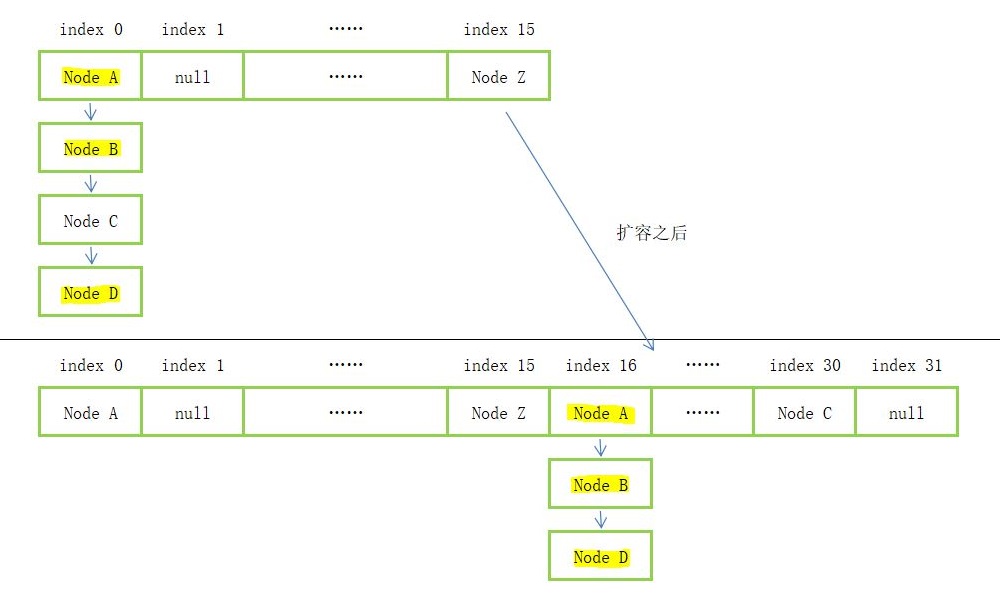 index 0 index 1 …… index 15
Node A null …… Node Z
Node B
Node C
扩容之后
Node D
index 0 index 1 …… index 15 index 16 …… index 30 index 31
Node A null …… Node Z Node A …… Node C null
Node B
Node D